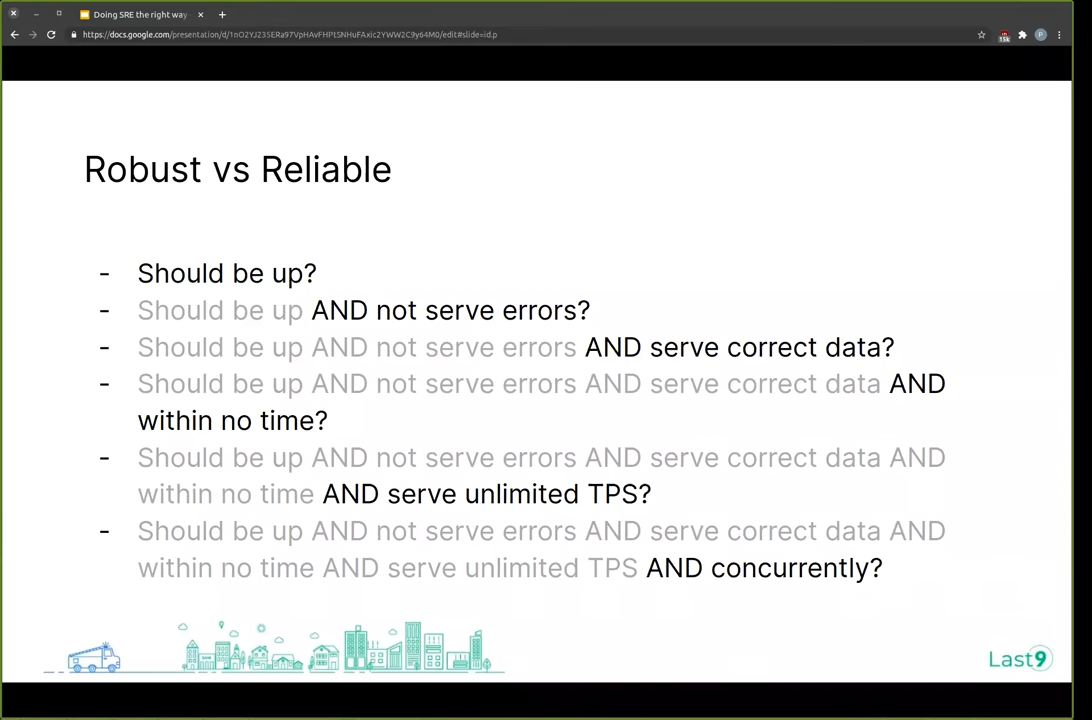 Doing SRE the right way
https://docs.google.com/presentation/d/1nO2YJ235ERa97VpHAvFHPtSNHuFAxic2YWW2C9y64M0/edit#slide=id.p
15k
P
Robust vs Reliable
- Should be up?
- Should be up AND not serve errors?
- Should be up AND not serve errors AND serve correct data?
- Should be up AND not serve errors AND serve correct data AND
within no time?
- Should be up AND not serve errors AND serve correct data AND
within no time AND serve unlimited TPS?
- Should be up AND not serve errors AND serve correct data AND
within no time AND serve unlimited TPS AND concurrently?
Last9